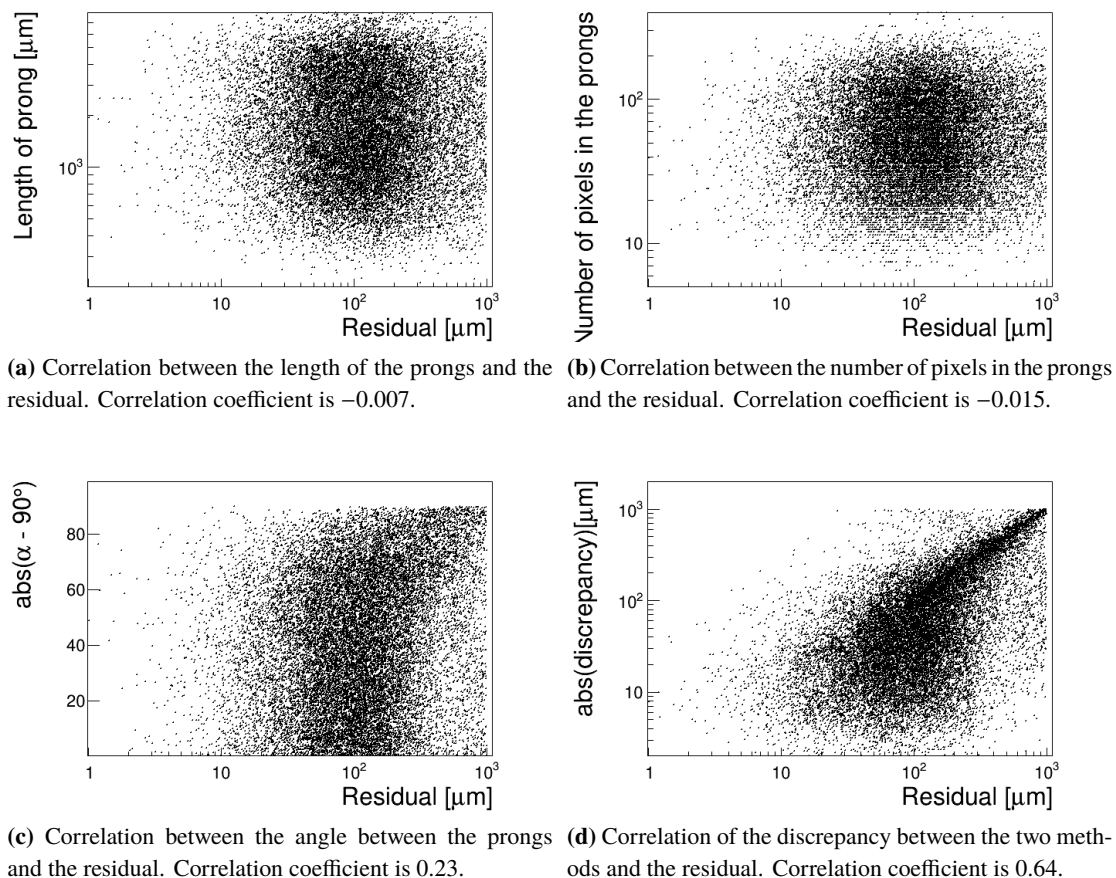 Length of prong [μm]
10³
1 10 10² 10³
Residual [μm]
Number of pixels in the prongs
10²
10
1 10 10² 10³
Residual [μm]
(a) Correlation between the length of the prongs and the
residual. Correlation coefficient is −0.007.
(b) Correlation between the number of pixels in the prongs
and the residual. Correlation coefficient is −0.015.
abs(α - 90°)
80
60
40
20
1 10 10² 10³
Residual [μm]
abs(discrepancy)[μm]
10³
10²
10
1 10 10² 10³
Residual [μm]
(c) Correlation between the angle between the prongs
and the residual. Correlation coefficient is 0.23.
(d) Correlation of the discrepancy between the two meth-
ods and the residual. Correlation coefficient is 0.64.